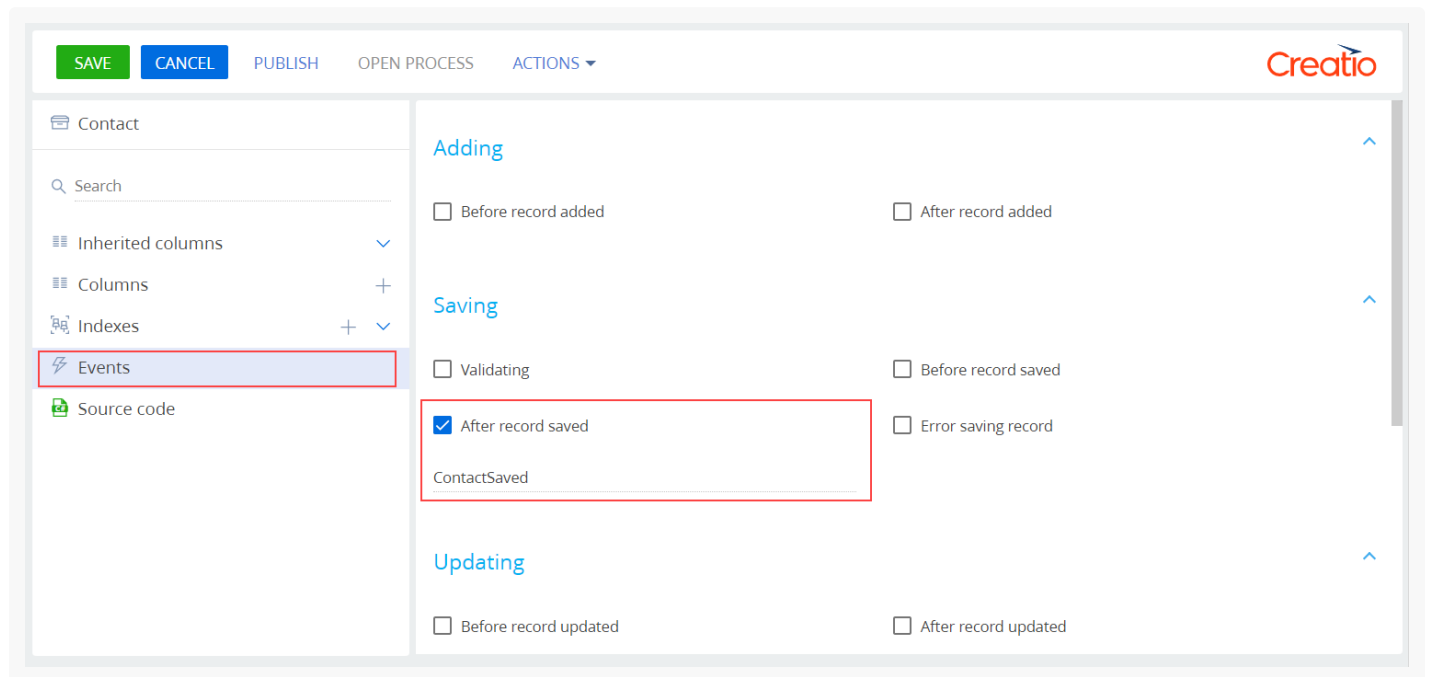 SAVE CANCEL PUBLISH OPEN PROCESS ACTIONS Creatio
Contact
Search
Inherited columns
Columns
Indexes
Events
C#
Source code
Adding
Before record added After record added
Saving
Validating Before record saved
After record saved Error saving record
ContactSaved
Updating
Before record updated After record updated